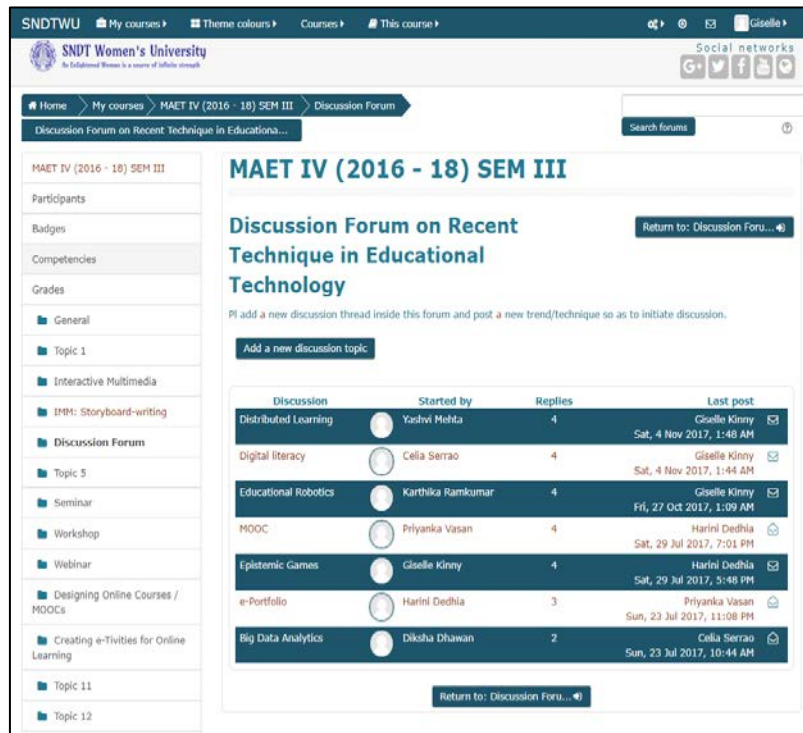 SNDTWU My courses Theme colours Courses This course Giselle
SNDT Women's University
An Enlightened Woman is a source of infinite strength
Social networks
Home My courses MAET IV (2016 - 18) SEM III Discussion Forum
Discussion Forum on Recent Technique in Educationa...
Search forums
MAET IV (2016 - 18) SEM III
Participants
Badges
Competencies
Grades
General
Topic 1
Interactive Multimedia
IMM: Storyboard-writing
Discussion Forum
Topic 5
Seminar
Workshop
Webinar
Designing Online Courses /
MOOCs
Creating e-Tivities for Online
Learning
Topic 11
Topic 12
MAET IV (2016 - 18) SEM III
Discussion Forum on Recent
Technique in Educational
Technology
Return to: Discussion Foru...
Pl add a new discussion thread inside this forum and post a new trend/technique so as to initiate discussion.
Add a new discussion topic
Discussion Started by Replies Last post
Distributed Learning Yashvi Mehta 4 Giselle Kinny
Sat, 4 Nov 2017, 1:48 AM
Digital literacy Celia Serrao 4 Giselle Kinny
Sat, 4 Nov 2017, 1:44 AM
Educational Robotics Karthika Ramkumar 4 Giselle Kinny
Fri, 27 Oct 2017, 1:09 AM
MOOC Priyanka Vasan 4 Harini Dedhia
Sat, 29 Jul 2017, 7:01 PM
Epistemic Games Giselle Kinny 4 Harini Dedhia
Sat, 29 Jul 2017, 5:48 PM
e-Portfolio Harini Dedhia 3 Priyanka Vasan
Sun, 23 Jul 2017, 11:08 PM
Big Data Analytics Diksha Dhawan 2 Celia Serrao
Sun, 23 Jul 2017, 10:44 AM
Return to: Discussion Foru...